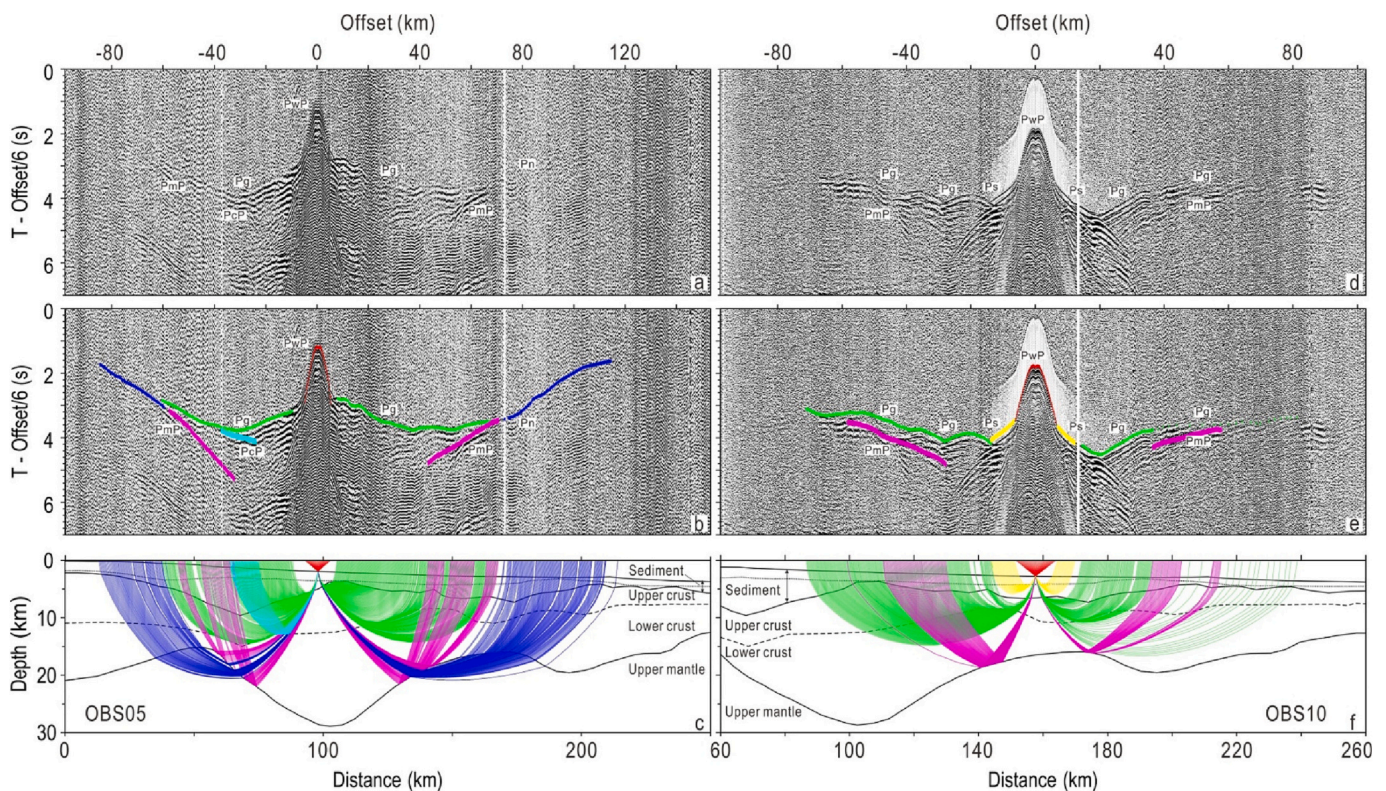 Offset (km)
-80 -40 0 40 80 120
Offset (km)
-80 -40 0 40 80
T - Offset/6 (s)
0
2
4
6
PwP
PmP
Pg
PcP
Pg
PmP
Pn
a
PwP
Pg
PmP
Pg
Ps
Ps
Pg
Pg
PmP
d
T - Offset/6 (s)
0
2
4
6
PwP
PmP
Pg
PcP
Pg
PmP
Pn
b
PwP
Pg
PmP
Pg
Ps
Ps
Pg
Pg
PmP
e
Depth (km)
0
10
20
30
Sediment
Upper crust
Lower crust
Upper mantle
OBS05
c
0 100 200
Distance (km)
Sediment
Upper crust
Lower crust
Upper mantle
OBS10
f
60 100 140 180 220 260
Distance (km)